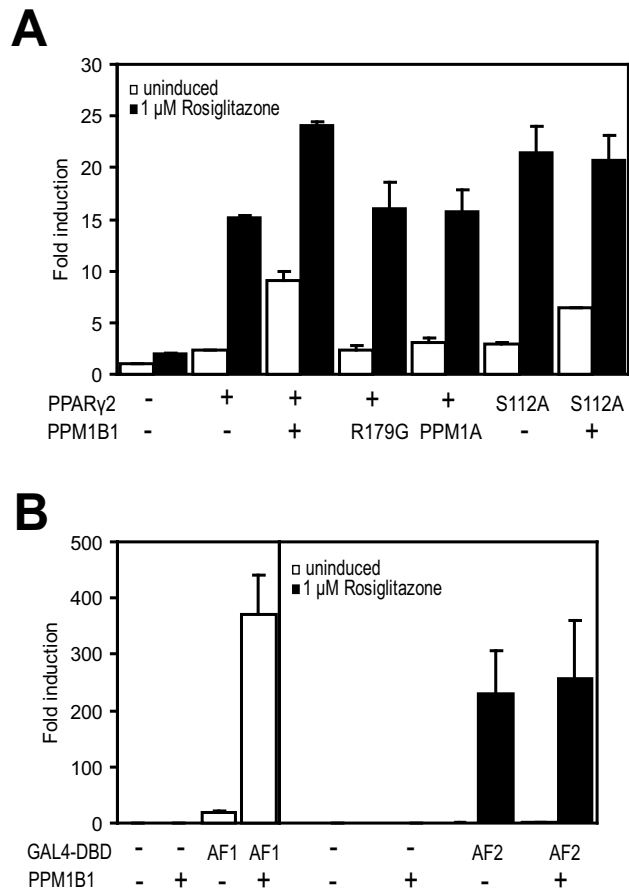 A
30
25
20
15
10
5
0
Fold induction
uninduced
1 µM Rosiglitazone
PPARγ2 - + + + + S112A S112A
PPM1B1 - - + R179G PPM1A - +
B
500
400
300
200
100
0
Fold induction
uninduced
1 µM Rosiglitazone
GAL4-DBD - - AF1 AF1 - - AF2 AF2
PPM1B1 - + - + - + - +